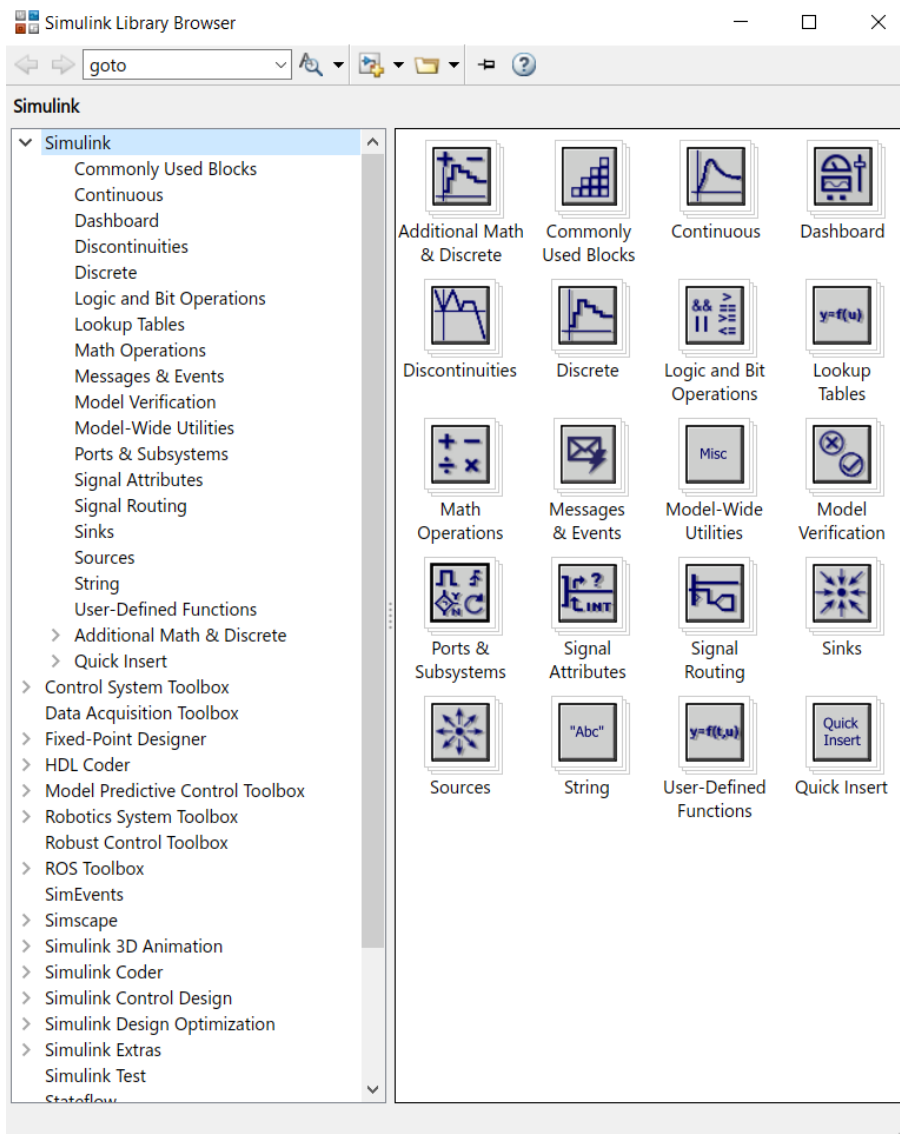 Simulink Library Browser
goto
Simulink
Simulink
Commonly Used Blocks
Continuous
Dashboard
Discontinuities
Discrete
Logic and Bit Operations
Lookup Tables
Math Operations
Messages & Events
Model Verification
Model-Wide Utilities
Ports & Subsystems
Signal Attributes
Signal Routing
Sinks
Sources
String
User-Defined Functions
Additional Math & Discrete
Quick Insert
Control System Toolbox
Data Acquisition Toolbox
Fixed-Point Designer
HDL Coder
Model Predictive Control Toolbox
Robotics System Toolbox
Robust Control Toolbox
ROS Toolbox
SimEvents
Simscape
Simulink 3D Animation
Simulink Coder
Simulink Control Design
Simulink Design Optimization
Simulink Extras
Simulink Test
Stateflow
Additional Math
& Discrete
Commonly
Used Blocks
Continuous
Dashboard
Discontinuities
Discrete
&& > ==
|| >= <=
Logic and Bit
Operations
y=f(u)
Lookup
Tables
+ −
÷ ×
Math
Operations
Messages
& Events
Misc
Model-Wide
Utilities
Model
Verification
Y
N
Ports &
Subsystems
?
INT
Signal
Attributes
Signal
Routing
Sinks
Sources
"Abc"
String
y=f(t,u)
User-Defined
Functions
Quick
Insert
Quick Insert